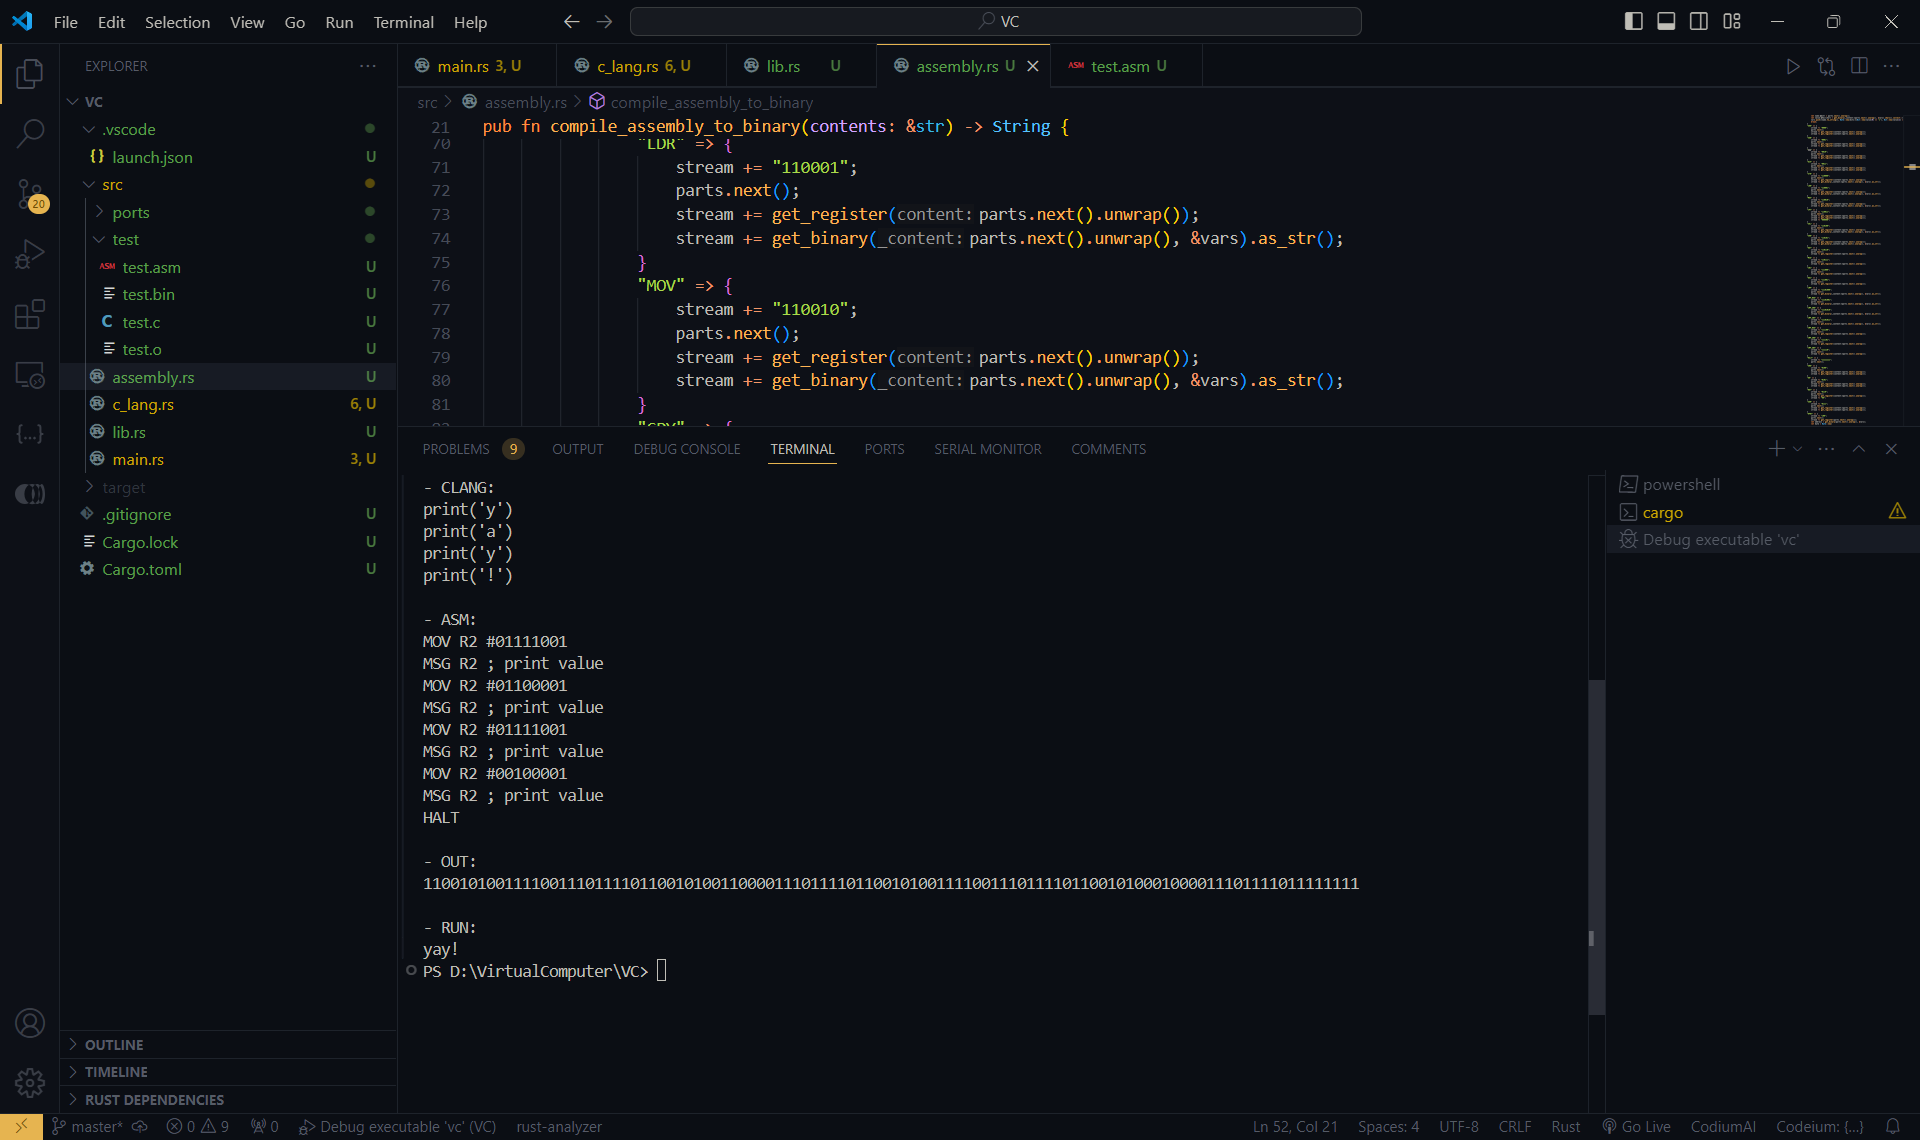 File Edit Selection View Go Run Terminal Help
VC
EXPLORER
VC
.vscode
launch.json U
src
ports
test
test.asm U
test.bin U
test.c U
test.o U
assembly.rs U
c_lang.rs 6, U
lib.rs U
main.rs 3, U
target
.gitignore U
Cargo.lock U
Cargo.toml U
OUTLINE
TIMELINE
RUST DEPENDENCIES
20
main.rs 3, U
c_lang.rs 6, U
lib.rs U
assembly.rs U
test.asm U
src > assembly.rs > compile_assembly_to_binary
21 pub fn compile_assembly_to_binary(contents: &str) -> String {
70 "LDR" => {
71 stream += "110001";
72 parts.next();
73 stream += get_register(content: parts.next().unwrap());
74 stream += get_binary(_content: parts.next().unwrap(), &vars).as_str();
75 }
76 "MOV" => {
77 stream += "110010";
78 parts.next();
79 stream += get_register(content: parts.next().unwrap());
80 stream += get_binary(_content: parts.next().unwrap(), &vars).as_str();
81 }
PROBLEMS 9 OUTPUT DEBUG CONSOLE TERMINAL PORTS SERIAL MONITOR COMMENTS
- CLANG:
print('y')
print('a')
print('y')
print('!')
- ASM:
MOV R2 #01111001
MSG R2 ; print value
MOV R2 #01100001
MSG R2 ; print value
MOV R2 #01111001
MSG R2 ; print value
MOV R2 #00100001
MSG R2 ; print value
HALT
- OUT:
11001010011110011101111011001010011000011101111011001010011110011101111011001010001000011101111011111111
- RUN:
yay!
PS D:\VirtualComputer\VC>
powershell
cargo
Debug executable 'vc'
master* 0 9 0 Debug executable 'vc' (VC) rust-analyzer
Ln 52, Col 21 Spaces: 4 UTF-8 CRLF Rust Go Live CodiumAI Codeium: {...}